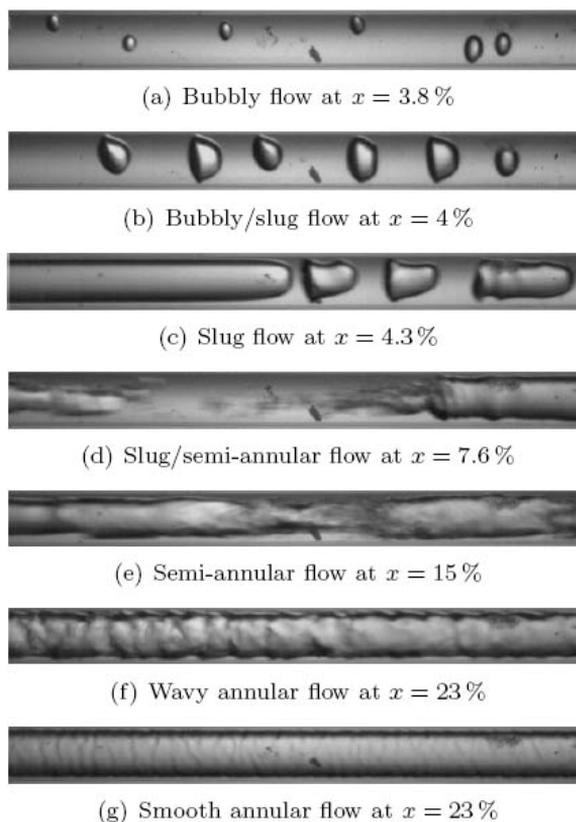 (a) Bubbly flow at x = 3.8 %
(b) Bubbly/slug flow at x = 4 %
(c) Slug flow at x = 4.3 %
(d) Slug/semi-annular flow at x = 7.6 %
(e) Semi-annular flow at x = 15 %
(f) Wavy annular flow at x = 23 %
(g) Smooth annular flow at x = 23 %